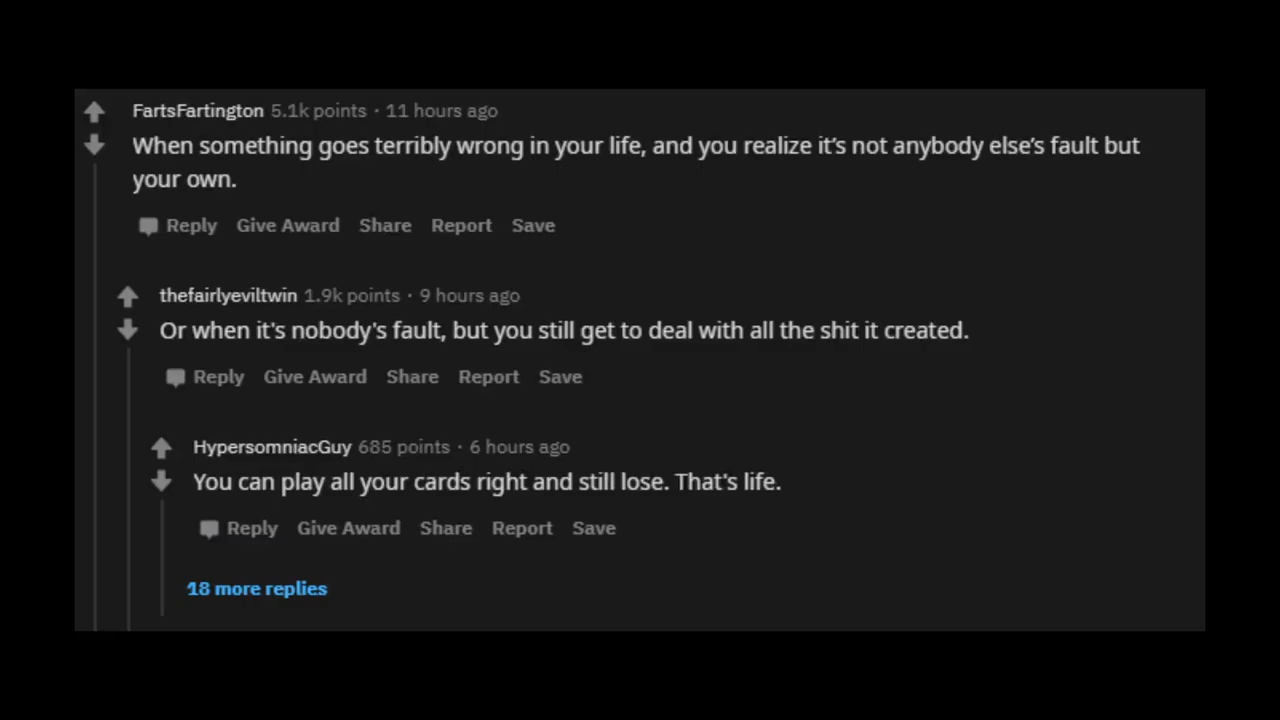 FartsFartington 5.1k points · 11 hours ago
When something goes terribly wrong in your life, and you realize it’s not anybody else’s fault but
your own.
Reply Give Award Share Report Save
thefairlyeviltwin 1.9k points · 9 hours ago
Or when it's nobody's fault, but you still get to deal with all the shit it created.
Reply Give Award Share Report Save
HypersomniacGuy 685 points · 6 hours ago
You can play all your cards right and still lose. That's life.
Reply Give Award Share Report Save
18 more replies